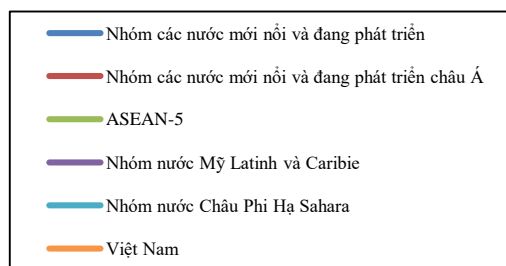 Nhóm các nước mới nổi và đang phát triển
Nhóm các nước mới nổi và đang phát triển châu Á
ASEAN-5
Nhóm nước Mỹ Latinh và Caribie
Nhóm nước Châu Phi Hạ Sahara
Việt Nam